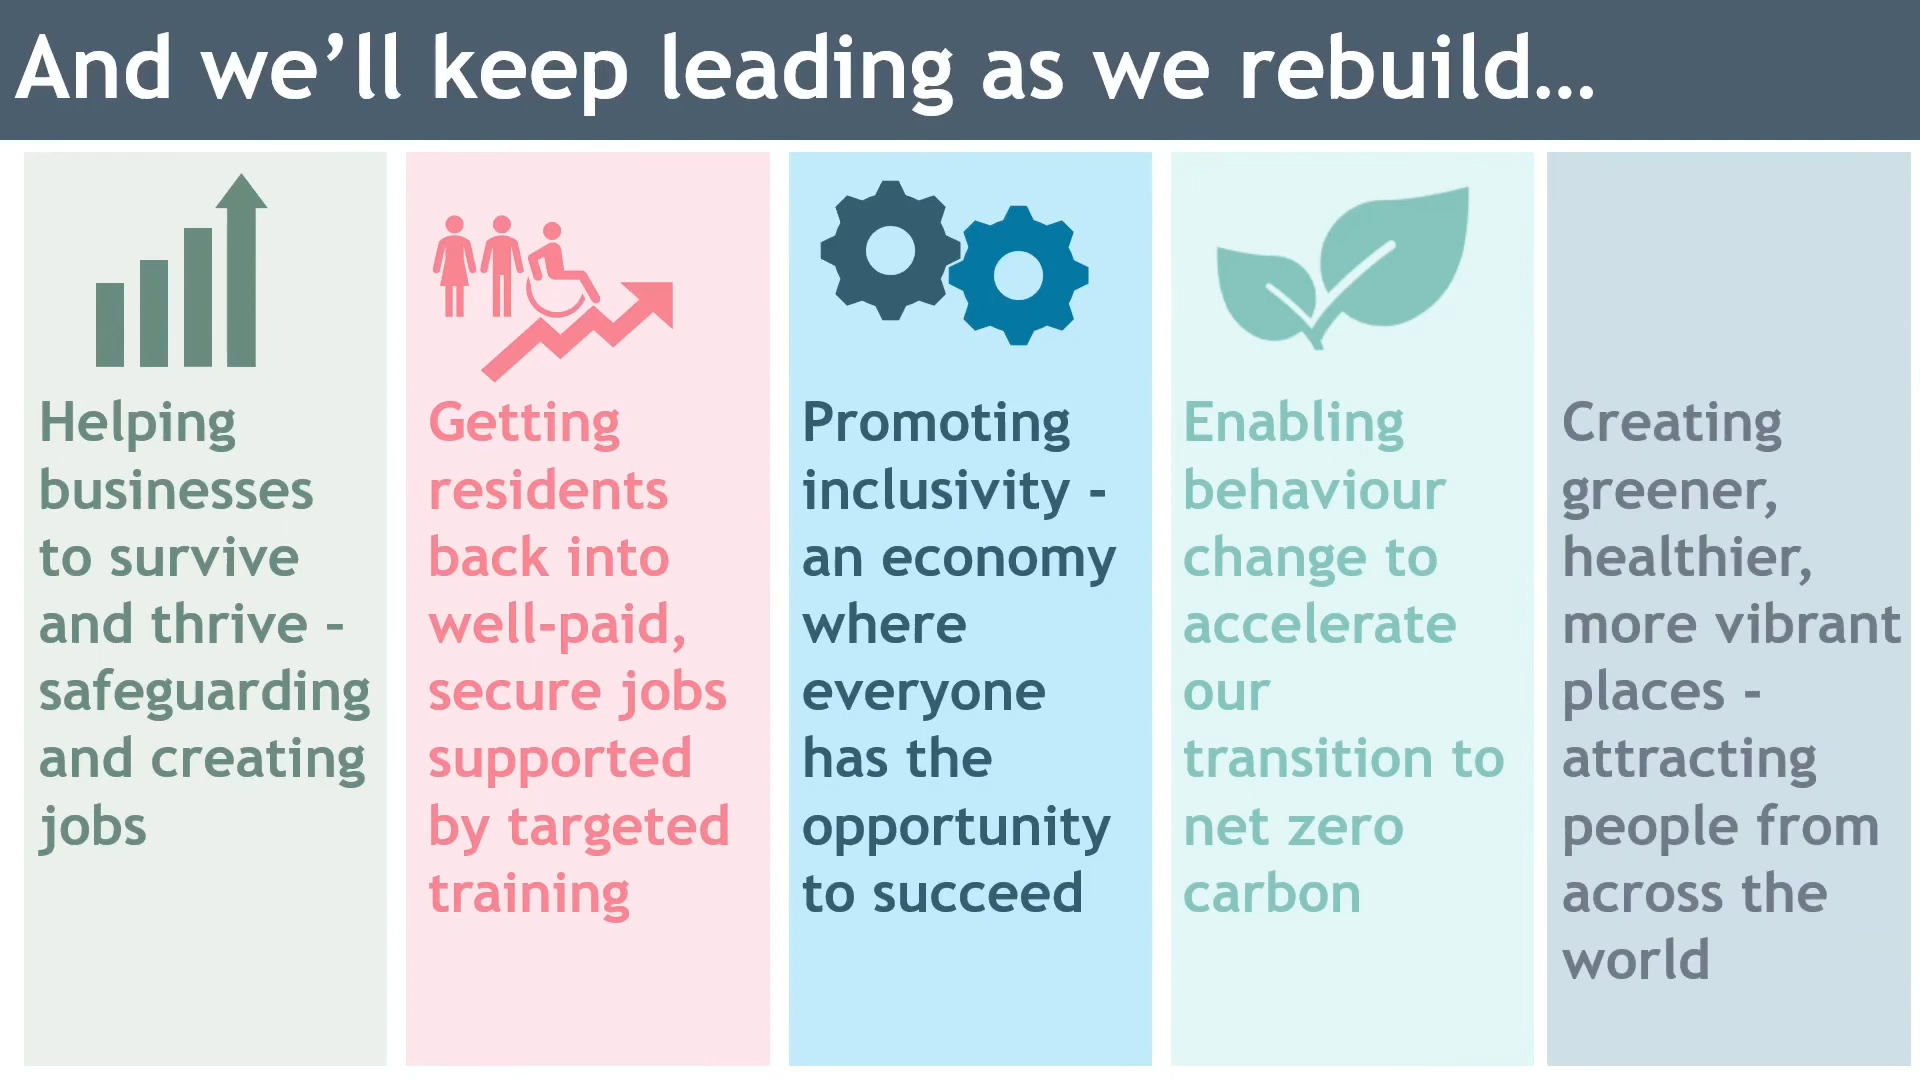 And we’ll keep leading as we rebuild…
Helping
businesses
to survive
and thrive –
safeguarding
and creating
jobs
Getting
residents
back into
well-paid,
secure jobs
supported
by targeted
training
Promoting
inclusivity -
an economy
where
everyone
has the
opportunity
to succeed
Enabling
behaviour
change to
accelerate
our
transition to
net zero
carbon
Creating
greener,
healthier,
more vibrant
places -
attracting
people from
across the
world